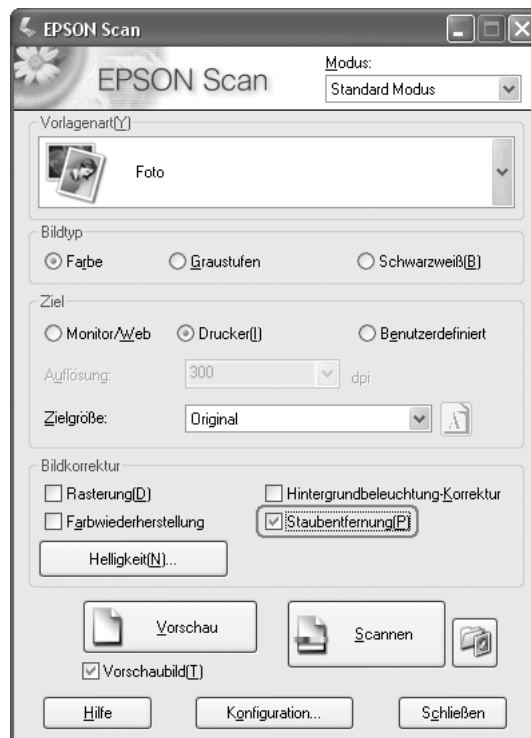 EPSON Scan
EPSON Scan
Modus:
Standard Modus
Vorlagenart(Y)
Foto
Bildtyp
Farbe Graustufen Schwarzweiß(B)
Ziel
Monitor/Web Drucker(I) Benutzerdefiniert
Auflösung: 300 dpi
Zielgröße: Original
Bildkorrektur
Rasterung(D) Hintergrundbeleuchtung-Korrektur
Farbwiederherstellung Staubentfernung(P)
Helligkeit(N)...
Vorschau Scannen
Vorschaubild(T)
Hilfe Konfiguration... Schließen